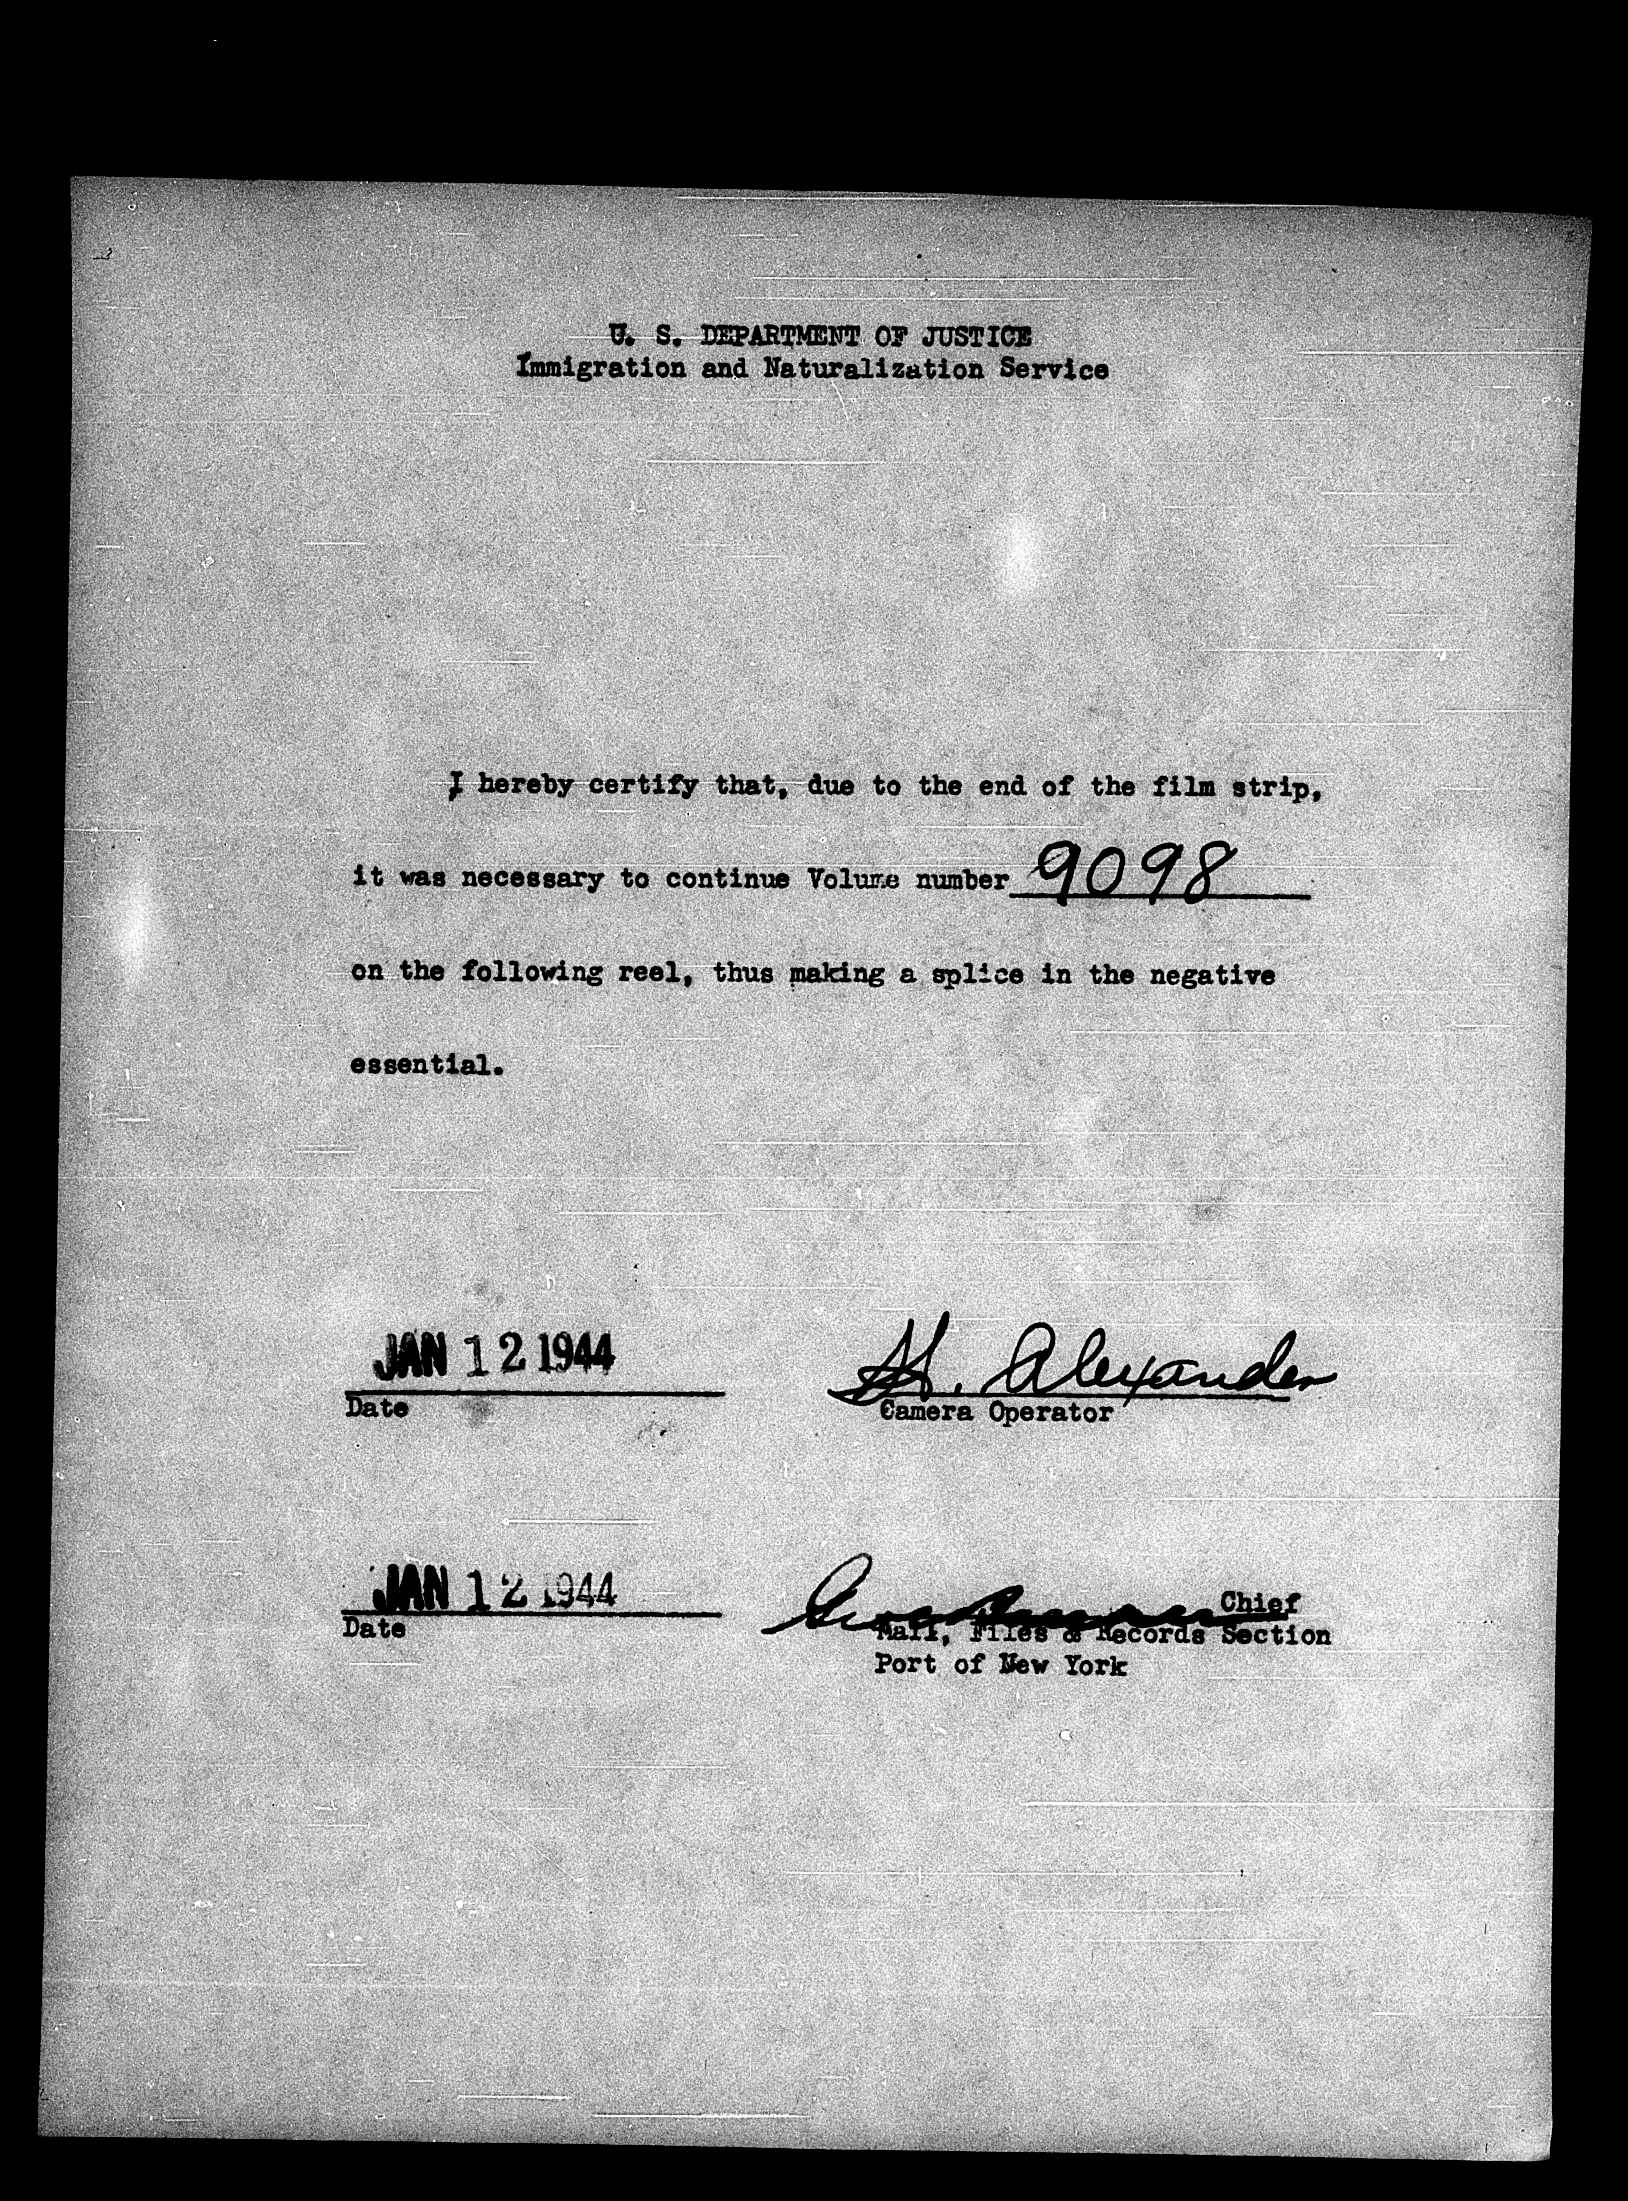 U. S. DEPARTMENT OF JUSTICE
Immigration and Naturalization Service
I hereby certify that, due to the end of the film strip,
it was necessary to continue Volume number 9098
on the following reel, thus making a splice in the negative
essential.
JAN 12 1944
H. Alexander
Date
Camera Operator
JAN 12 1944
Chief
Date
Mail, Files & Records Section
Port of New York